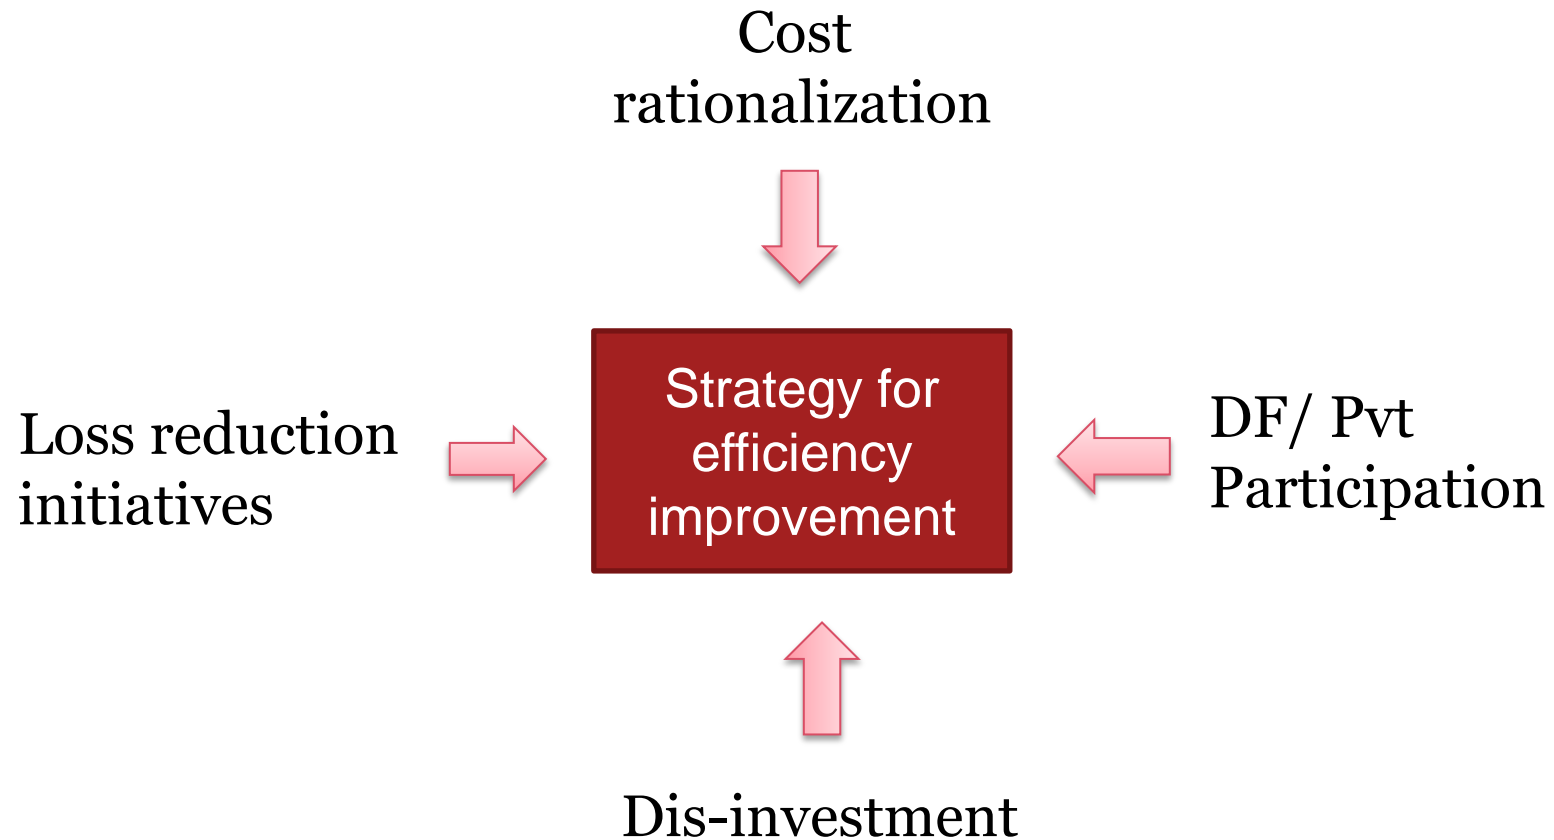 Cost
rationalization
Strategy for
efficiency
improvement
Loss reduction
initiatives
DF/ Pvt
Participation
Dis-investment